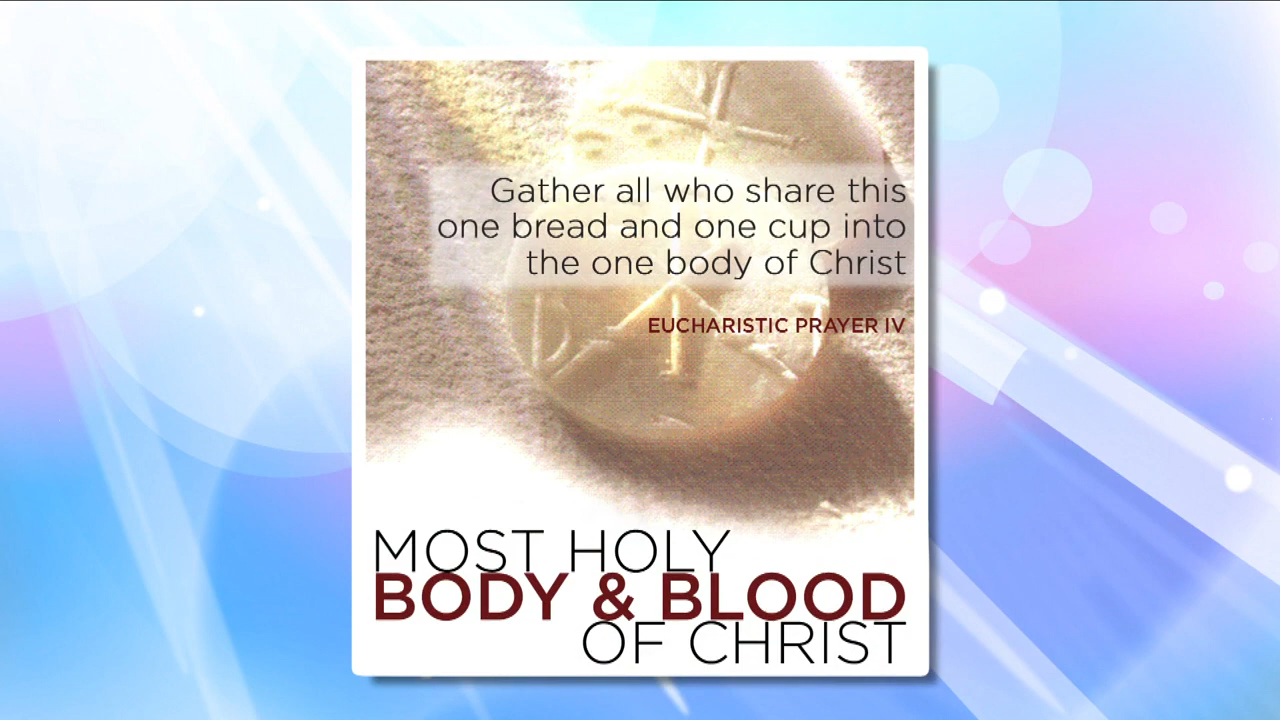 Gather all who share this
one bread and one cup into
the one body of Christ
EUCHARISTIC PRAYER IV
MOST HOLY
BODY & BLOOD
OF CHRIST